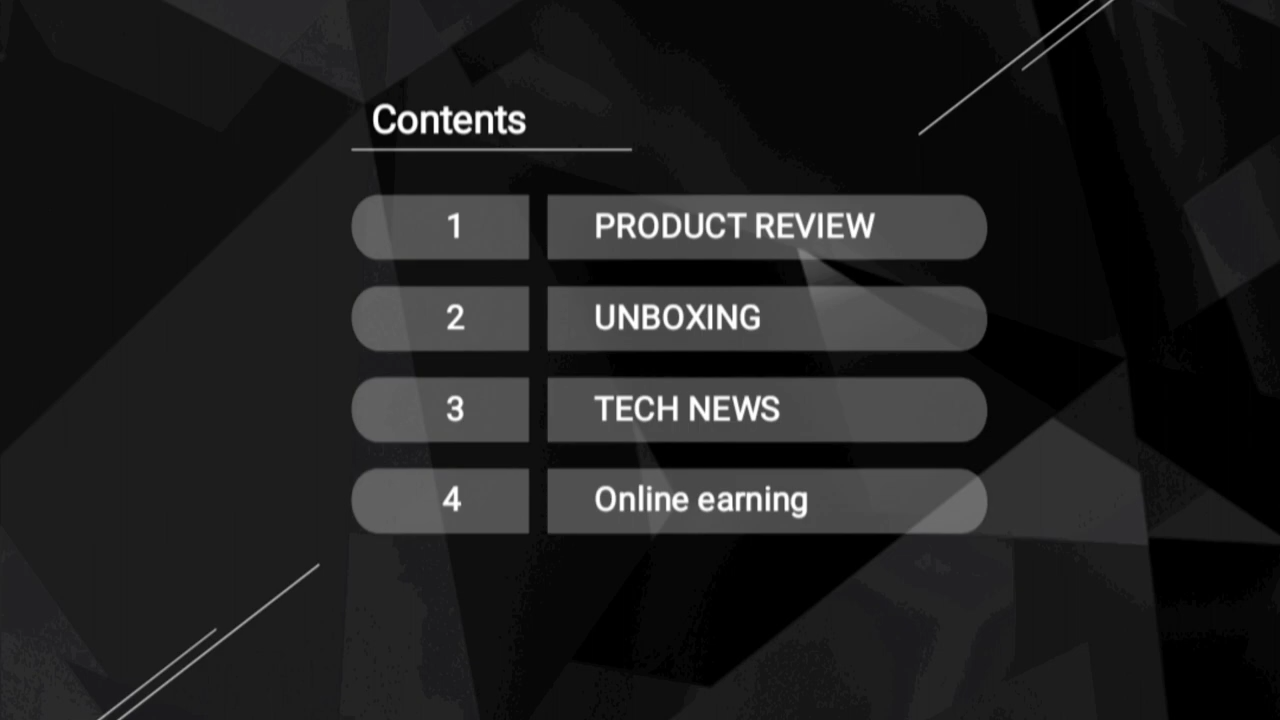 Contents
1 PRODUCT REVIEW
2 UNBOXING
3 TECH NEWS
4 Online earning